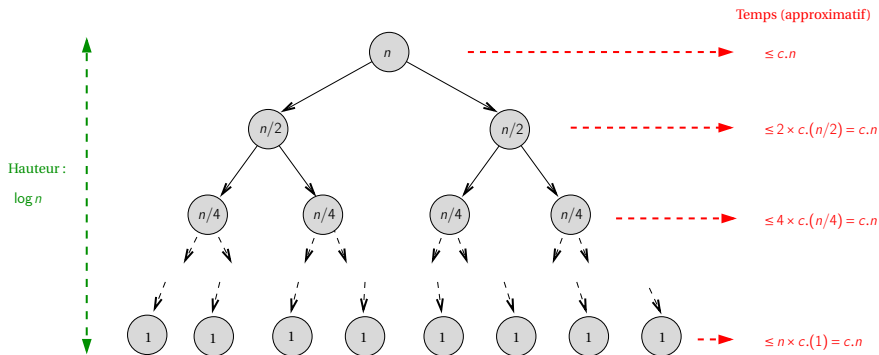 Temps (approximatif)
n
≤ c.n
n/2
n/2
≤ 2 × c.(n/2) = c.n
Hauteur :
log n
n/4
n/4
n/4
n/4
≤ 4 × c.(n/4) = c.n
1
1
1
1
1
1
1
1
≤ n × c.(1) = c.n